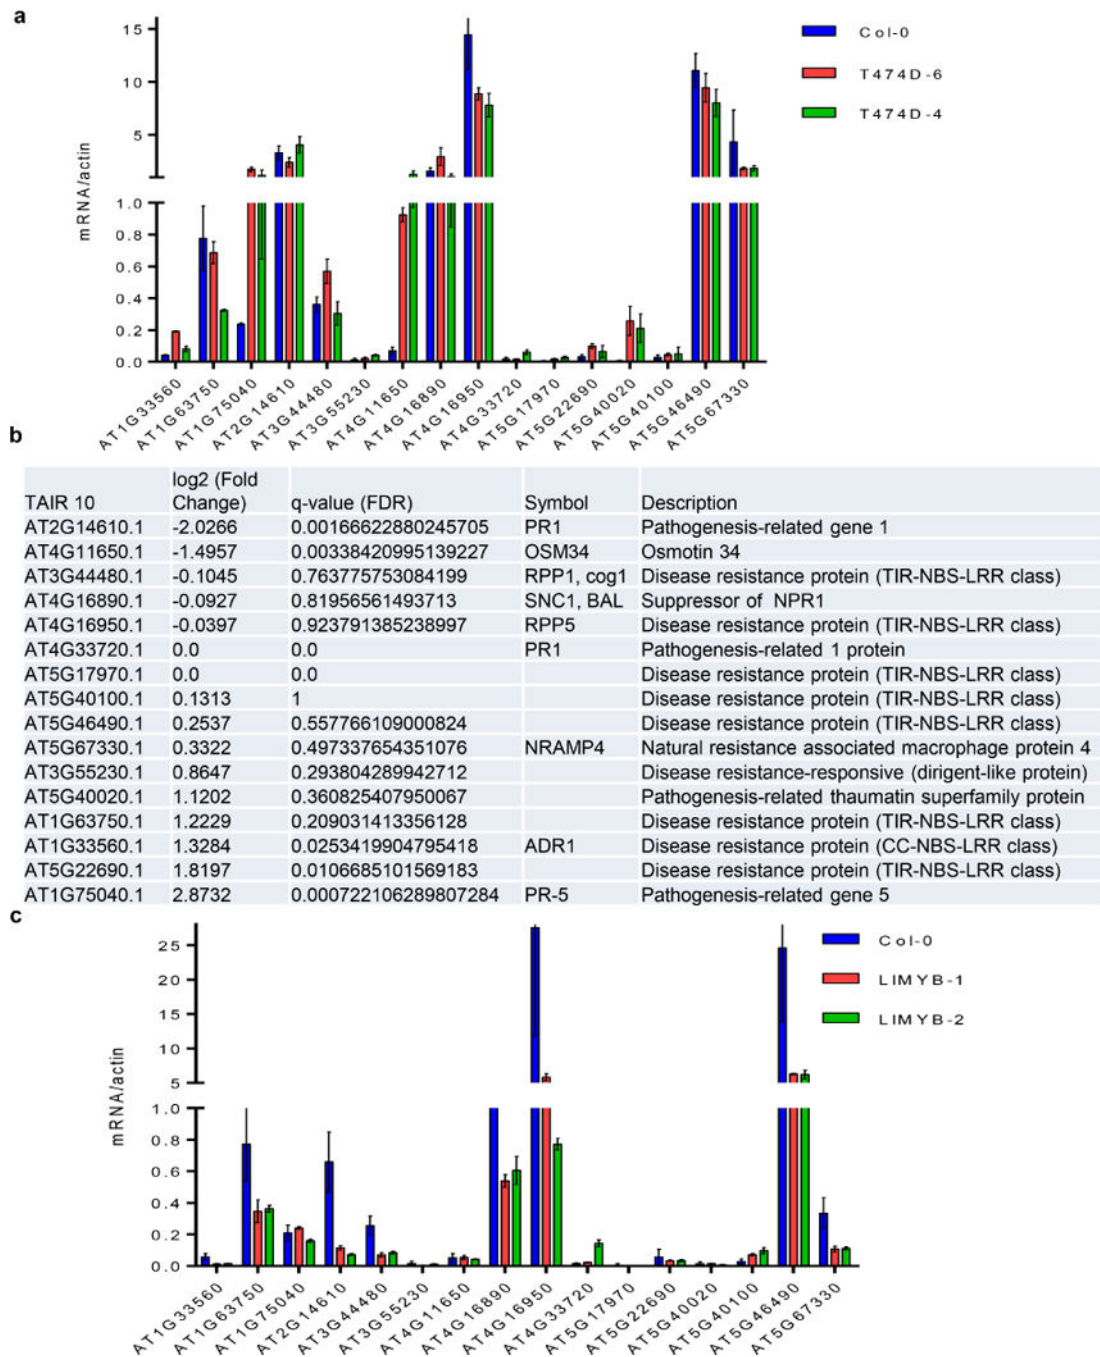 a
mRNA/actin
15
10
5
1.0
0.8
0.6
0.4
0.2
0.0
Col-0
T474D-6
T474D-4
AT1G33560
AT1G63750
AT1G75040
AT2G14610
AT3G44480
AT3G55230
AT4G11650
AT4G16890
AT4G16950
AT4G33720
AT5G17970
AT5G22690
AT5G40020
AT5G40100
AT5G46490
AT5G67330
b
TAIR 10 log2 (Fold Change) q-value (FDR) Symbol Description
AT2G14610.1 -2.0266 0.00166622880245705 PR1 Pathogenesis-related gene 1
AT4G11650.1 -1.4957 0.00338420995139227 OSM34 Osmotin 34
AT3G44480.1 -0.1045 0.763775753084199 RPP1, cog1 Disease resistance protein (TIR-NBS-LRR class)
AT4G16890.1 -0.0927 0.81956561493713 SNC1, BAL Suppressor of NPR1
AT4G16950.1 -0.0397 0.923791385238997 RPP5 Disease resistance protein (TIR-NBS-LRR class)
AT4G33720.1 0.0 0.0 PR1 Pathogenesis-related 1 protein
AT5G17970.1 0.0 0.0 Disease resistance protein (TIR-NBS-LRR class)
AT5G40100.1 0.1313 1 Disease resistance protein (TIR-NBS-LRR class)
AT5G46490.1 0.2537 0.557766109000824 Disease resistance protein (TIR-NBS-LRR class)
AT5G67330.1 0.3322 0.497337654351076 NRAMP4 Natural resistance associated macrophage protein 4
AT3G55230.1 0.8647 0.293804289942712 Disease resistance-responsive (dirigent-like protein)
AT5G40020.1 1.1202 0.360825407950067 Pathogenesis-related thaumatin superfamily protein
AT1G63750.1 1.2229 0.209031413356128 Disease resistance protein (TIR-NBS-LRR class)
AT1G33560.1 1.3284 0.0253419904795418 ADR1 Disease resistance protein (CC-NBS-LRR class)
AT5G22690.1 1.8197 0.0106685101569183 Disease resistance protein (TIR-NBS-LRR class)
AT1G75040.1 2.8732 0.000722106289807284 PR-5 Pathogenesis-related gene 5
c
mRNA/actin
25
20
15
10
5
1.0
0.8
0.6
0.4
0.2
0.0
Col-0
LIMYB-1
LIMYB-2
AT1G33560
AT1G63750
AT1G75040
AT2G14610
AT3G44480
AT3G55230
AT4G11650
AT4G16890
AT4G16950
AT4G33720
AT5G17970
AT5G22690
AT5G40020
AT5G40100
AT5G46490
AT5G67330